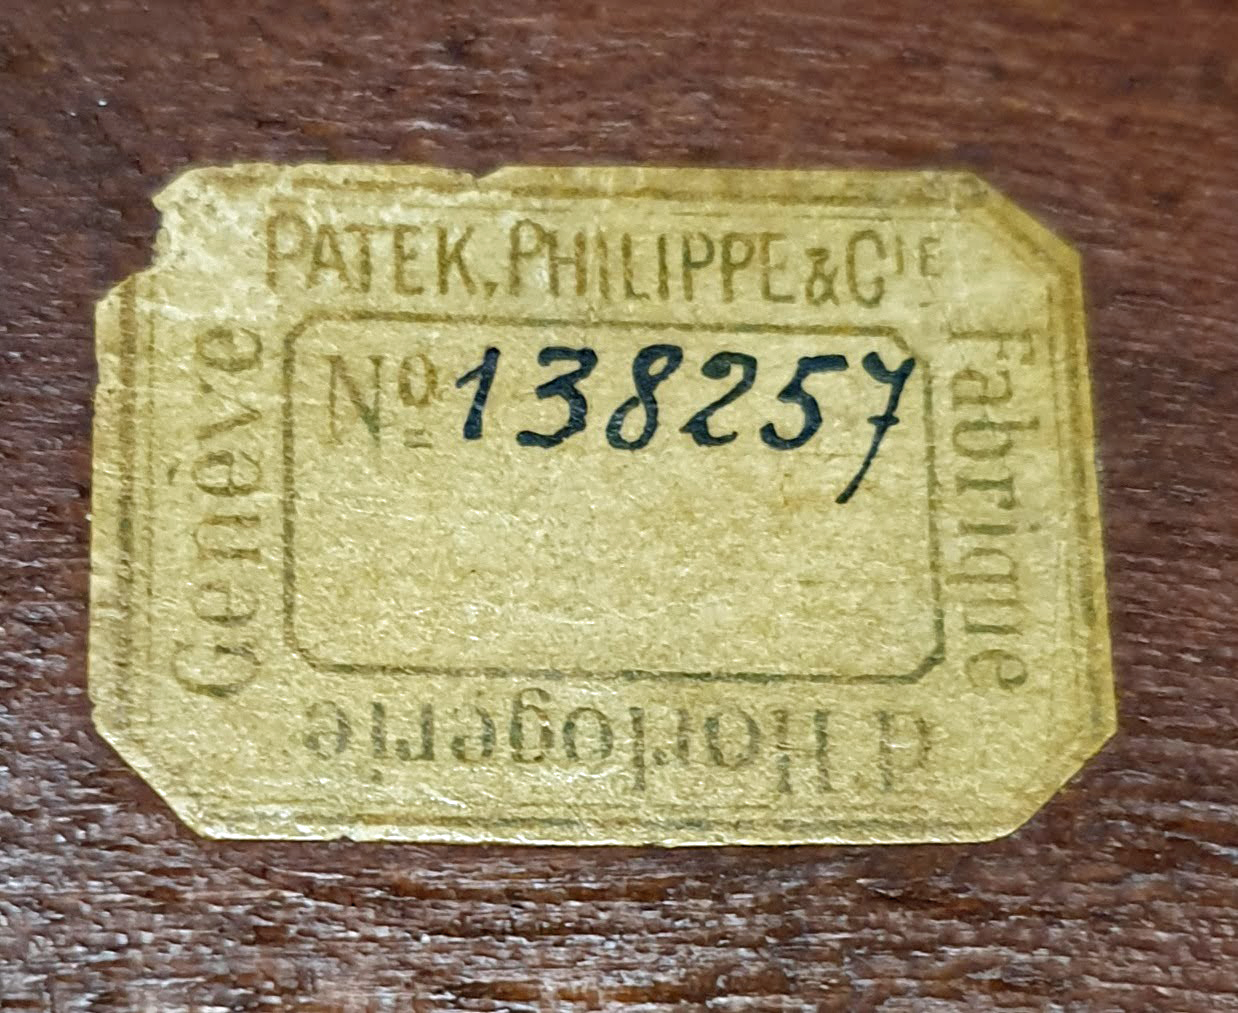 PATEK, PHILIPPE & CIE
Fabrique
d'Horlogerie
Genève
No 138257